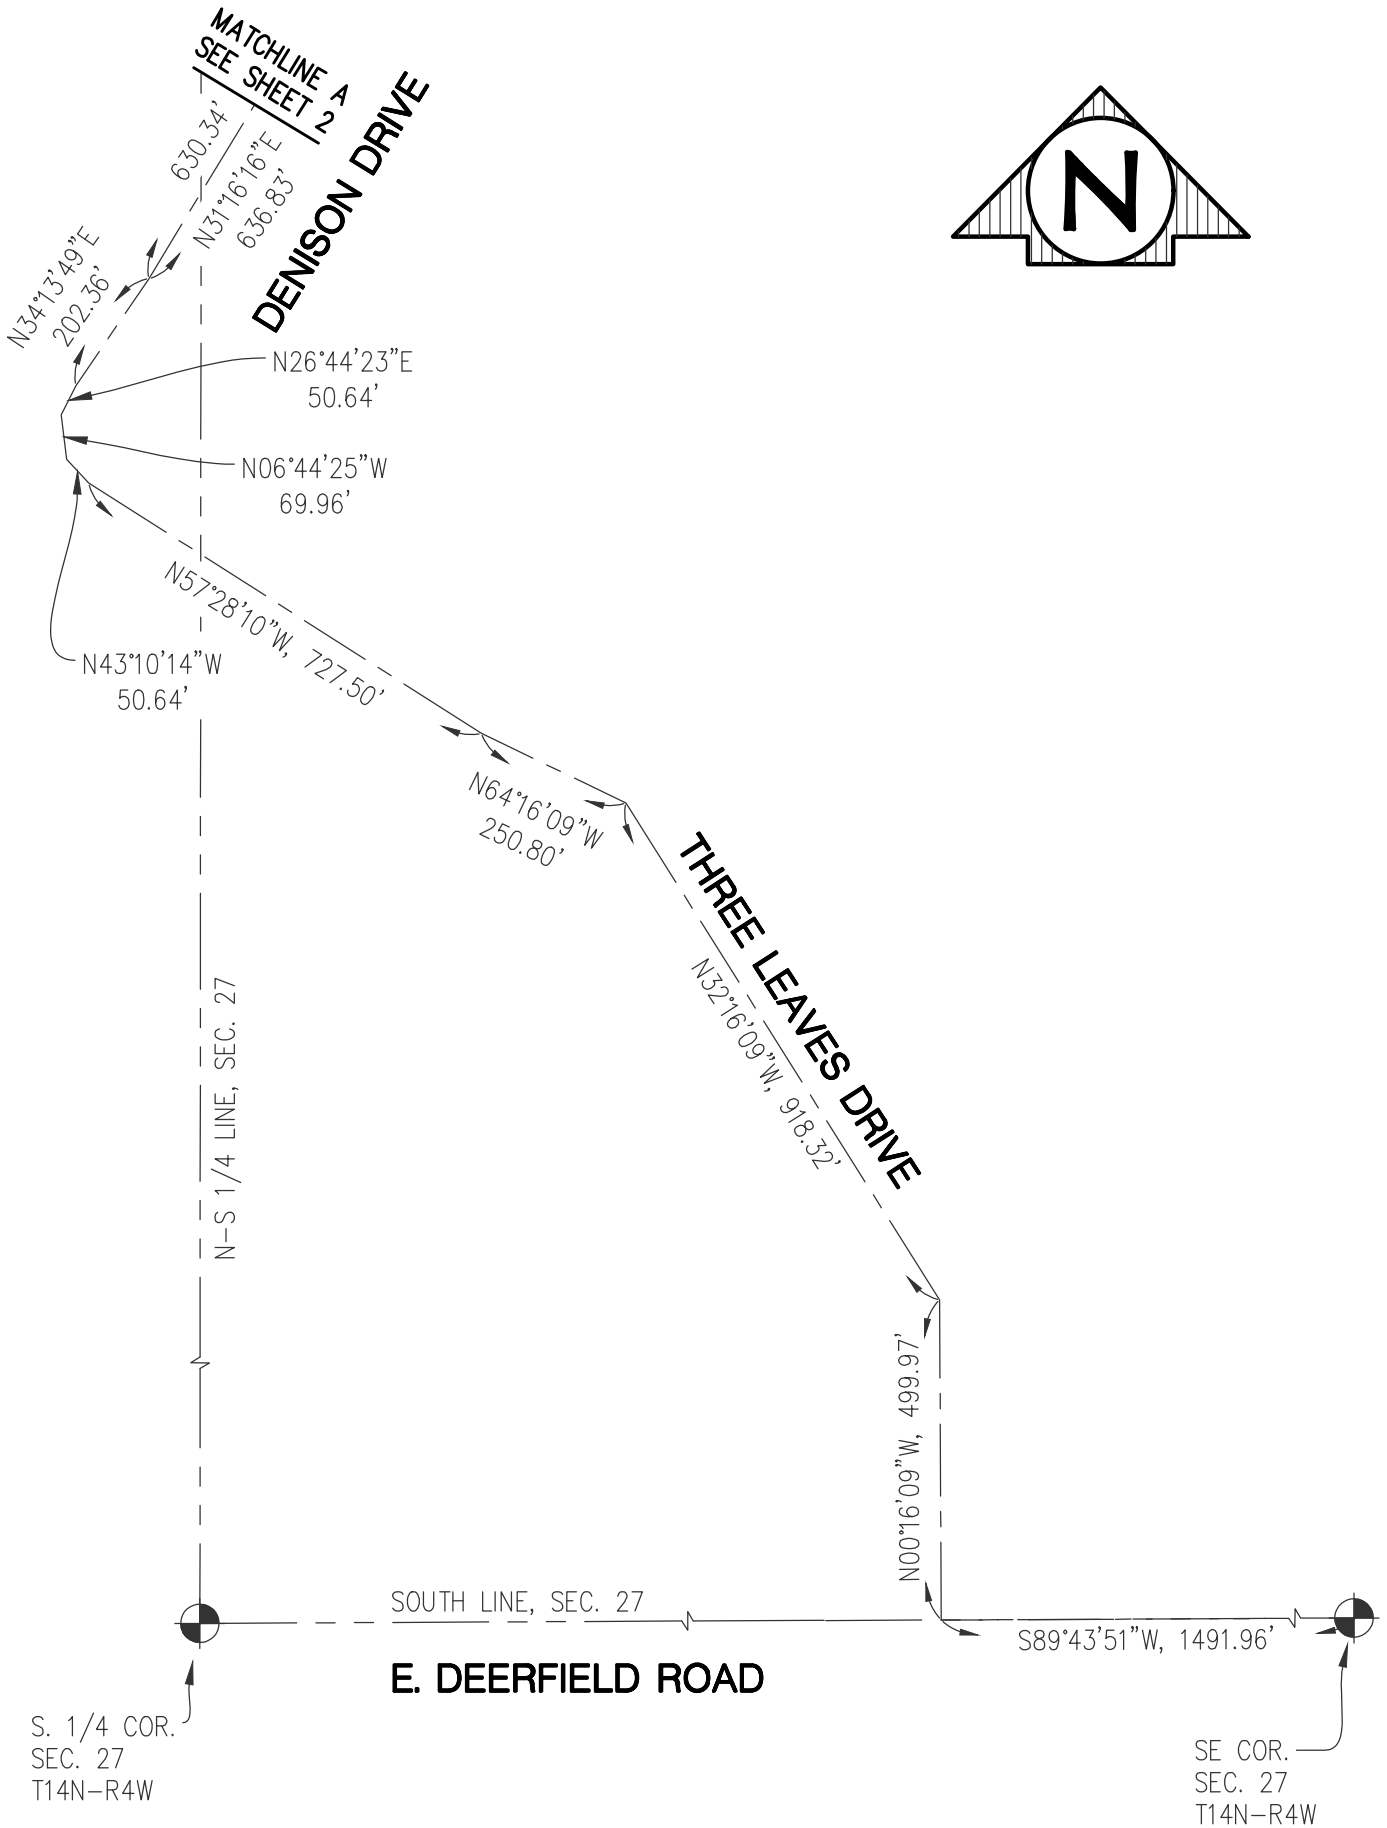 MATCHLINE A
SEE SHEET 2
630.34'
N31°16'16"E
636.83'
DENISON DRIVE
N
N34°13'49"E
202.36'
N26°44'23"E
50.64'
N06°44'25"W
69.96'
N57°28'10"W, 727.50'
N43°10'14"W
50.64'
N64°16'09"W
250.80'
THREE LEAVES DRIVE
N32°16'09"W, 918.32'
N-S 1/4 LINE, SEC. 27
N00°16'09"W, 499.97'
SOUTH LINE, SEC. 27
S89°43'51"W, 1491.96'
E. DEERFIELD ROAD
S. 1/4 COR.
SEC. 27
T14N-R4W
SE COR.
SEC. 27
T14N-R4W